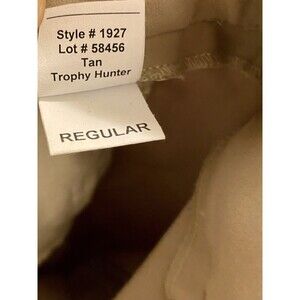 Style # 1927
Lot # 58456
Tan
Trophy Hunter
REGULAR